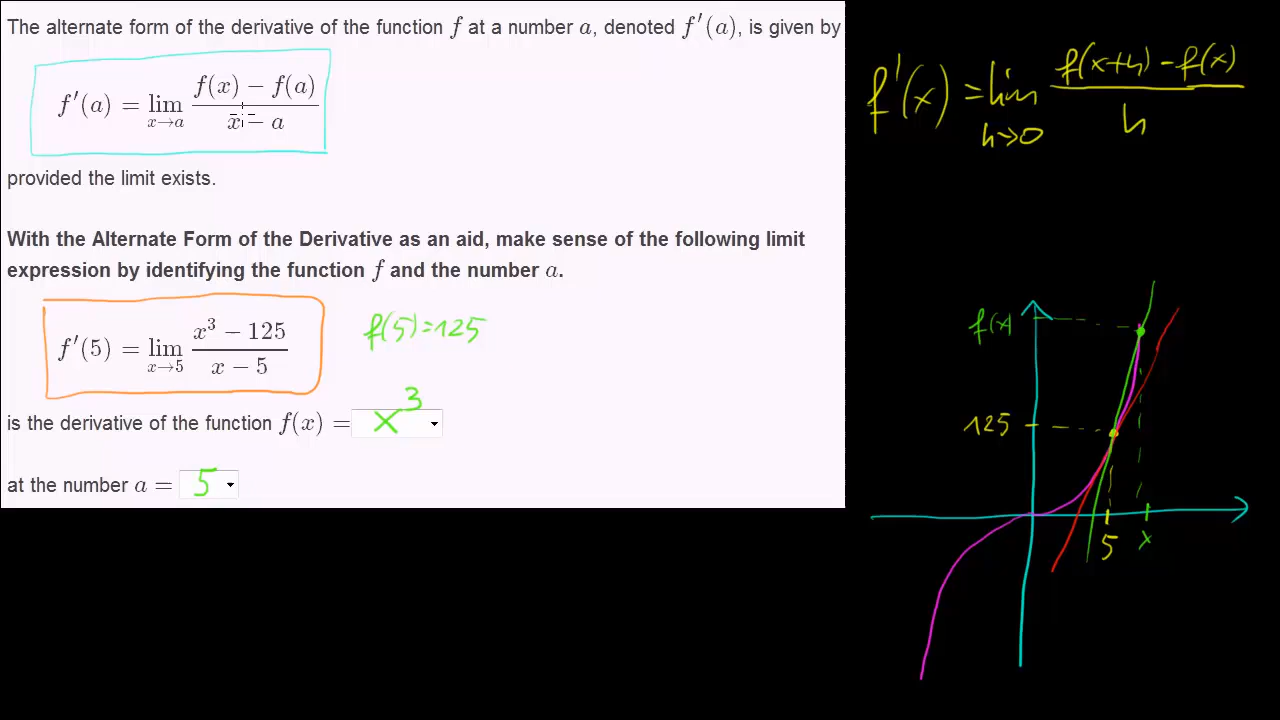 The alternate form of the derivative of the function f at a number a, denoted f′(a), is given by
f′(a) = lim x→a (f(x) − f(a)) / (x − a)
provided the limit exists.
With the Alternate Form of the Derivative as an aid, make sense of the following limit
expression by identifying the function f and the number a.
f′(5) = lim x→5 (x³ − 125) / (x − 5)
f(5)=125
is the derivative of the function f(x) = x³
at the number a = 5
f'(x) = lim h→0 (f(x+h) − f(x)) / h
f(x)
125
5 x